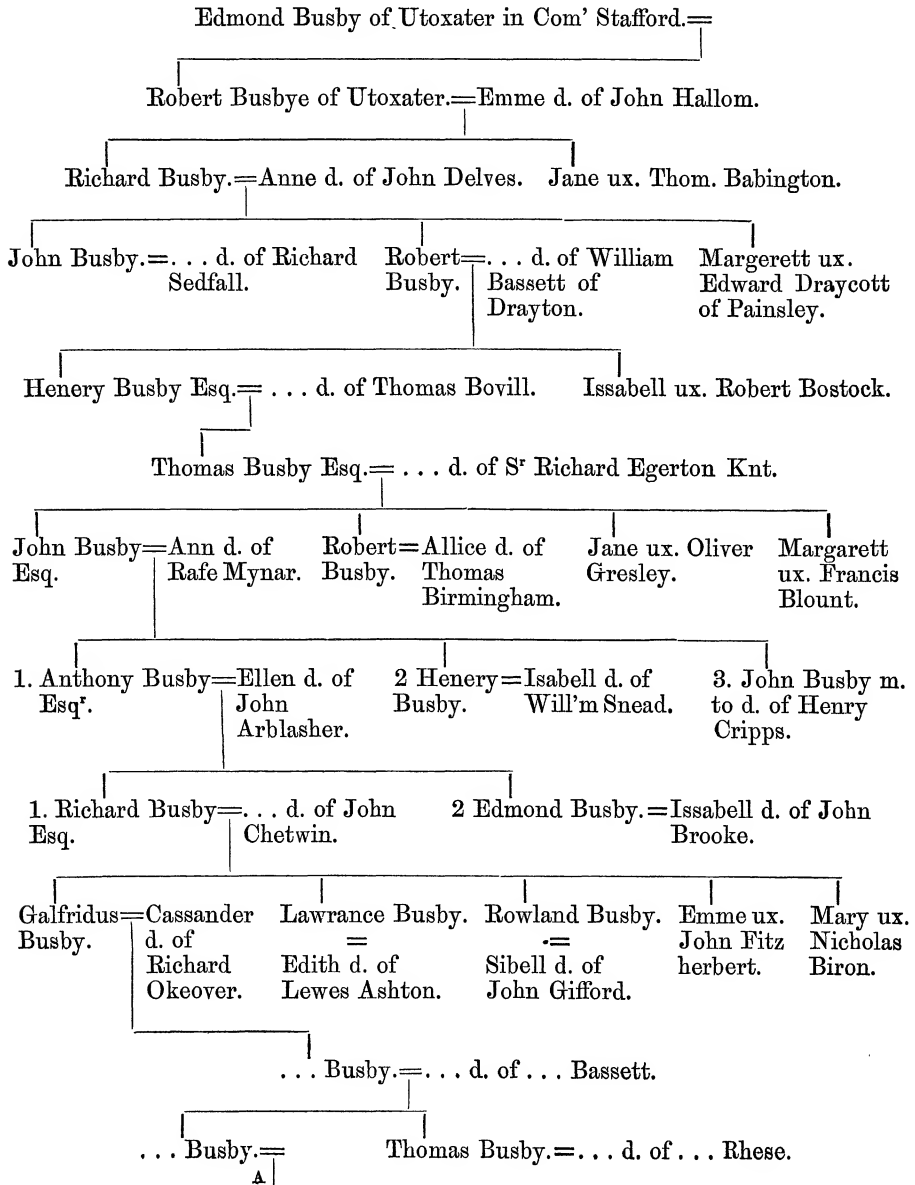 Edmond Busby of Utoxater in Com' Stafford.=
Robert Busbye of Utoxater.=Emme d. of John Hallom.
Richard Busby.=Anne d. of John Delves. Jane ux. Thom. Babington.
John Busby.=. . . d. of Richard Sedfall.
Robert Busby.=. . . d. of William Bassett of Drayton.
Margerett ux. Edward Draycott of Painsley.
Henery Busby Esq.= . . . d. of Thomas Bovill. Issabell ux. Robert Bostock.
Thomas Busby Esq.= . . . d. of Sr Richard Egerton Knt.
John Busby Esq.=Ann d. of Rafe Mynar.
Robert Busby.=Allice d. of Thomas Birmingham.
Jane ux. Oliver Gresley.
Margarett ux. Francis Blount.
1. Anthony Busby Esqr.=Ellen d. of John Arblasher.
2 Henery Busby.=Isabell d. of Will'm Snead.
3. John Busby m. to d. of Henry Cripps.
1. Richard Busby Esq.=. . . d. of John Chetwin.
2 Edmond Busby.=Issabell d. of John Brooke.
Galfridus Busby.=Cassander d. of Richard Okeover.
Lawrance Busby. = Edith d. of Lewes Ashton.
Rowland Busby. = Sibell d. of John Gifford.
Emme ux. John Fitz herbert.
Mary ux. Nicholas Biron.
. . . Busby.=. . . d. of . . . Bassett.
. . . Busby.= Thomas Busby.=. . . d. of . . . Rhese.
A